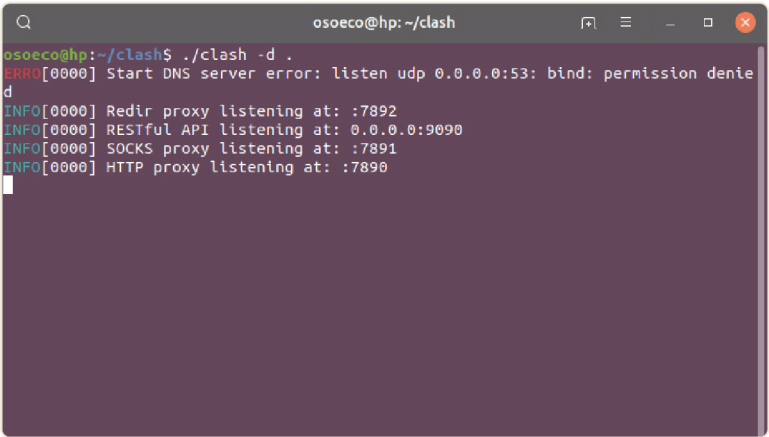 osoeco@hp: ~/clash
osoeco@hp:~/clash$ ./clash -d .
ERRO[0000] Start DNS server error: listen udp 0.0.0.0:53: bind: permission denie
d
INFO[0000] Redir proxy listening at: :7892
INFO[0000] RESTful API listening at: 0.0.0.0:9090
INFO[0000] SOCKS proxy listening at: :7891
INFO[0000] HTTP proxy listening at: :7890